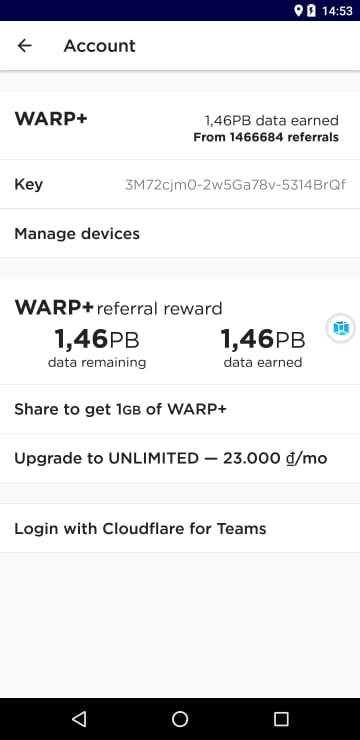 14:53
Account
WARP+
1,46PB data earned
From 1466684 referrals
Key 3M72cjm0-2w5Ga78v-5314BrQf
Manage devices
WARP+ referral reward
1,46PB 1,46PB
data remaining data earned
Share to get 1GB of WARP+
Upgrade to UNLIMITED — 23.000 ₫/mo
Login with Cloudflare for Teams